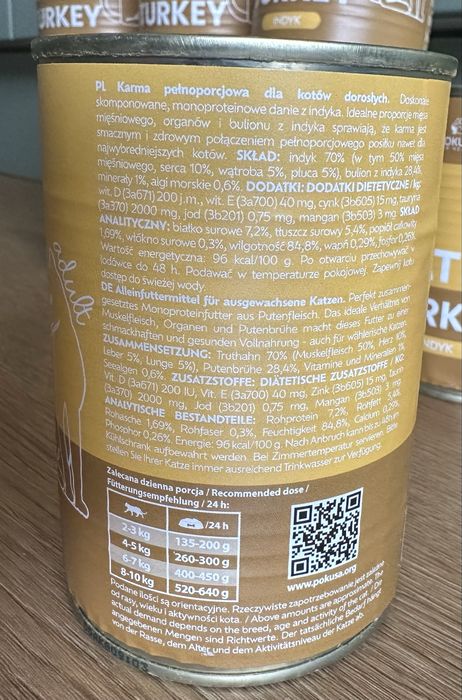 TURKEY
TURKEY
INDYK
PL Karma pełnoporcjowa dla kotów dorosłych. Doskonale
skomponowane, monoproteinowe danie z indyka. Idealne proporcje mięsa
mięśniowego, organów i bulionu z indyka sprawiają, że karma jest
smacznym i zdrowym połączeniem pełnoporcjowego posiłku nawet dla
najwybredniejszych kotów. SKŁAD: indyk 70% (w tym 50% mięsa
mięśniowego, serca 10%, wątroba 5%, płuca 5%), bulion z indyka 28,4%,
minerały 1%, algi morskie 0,6%. DODATKI: DODATKI DIETETYCZNE / kg:
wit. D (3a671) 200 j.m., wit. E (3a700) 40 mg, cynk (3b605) 15 mg, tauryna
(3a370) 2000 mg, jod (3b201) 0,75 mg, mangan (3b503) 3 mg. SKŁAD
ANALITYCZNY: białko surowe 7,2%, tłuszcz surowy 5,4%, popiół całkowity
1,69%, włókno surowe 0,3%, wilgotność 84,8%, wapń 0,29%, fosfor 0,26%.
Wartość energetyczna: 96 kcal/100 g. Po otwarciu przechowywać w
lodówce do 48 h. Podawać w temperaturze pokojowej. Zapewnij kotu
dostęp do świeżej wody.
DE Alleinfuttermittel für ausgewachsene Katzen. Perfekt zusammen-
gesetztes Monoproteinfutter aus Putenfleisch. Das ideale Verhältnis von
Muskelfleisch, Organen und Putenbrühe macht dieses Futter zu einer
schmackhaften und gesunden Vollnahrung - auch für wählerische Katzen.
ZUSAMMENSETZUNG: Truthahn 70% (Muskelfleisch 50%, Herz 10%,
Leber 5%, Lunge 5%), Putenbrühe 28,4%, Vitamine und Mineralien 1%,
Seealgen 0,6%. ZUSATZSTOFFE: DIÄTETISCHE ZUSATZSTOFFE / KG:
Vit. D (3a671) 200 IU, Vit. E (3a700) 40 mg, Zink (3b605) 15 mg, Taurin
(3a370) 2000 mg, Jod (3b201) 0,75 mg, Mangan (3b503) 3 mg.
ANALYTISCHE BESTANDTEILE: Rohprotein 7,2%, Rohfett 5,4%,
Rohasche 1,69%, Rohfaser 0,3%, Feuchtigkeit 84,8%, Calcium 0,29%,
Phosphor 0,26%. Energie: 96 kcal/100 g. Nach Anbruch kann bis zu 48h im
Kühlschrank aufbewahrt werden. Bei Zimmertemperatur servieren. Bitte
stellen Sie Ihrer Katze immer ausreichend Trinkwasser zur Verfügung.
adult
Zalecana dzienna porcja / Recommended dose /
Fütterungsempfehlung / 24 h:
/24 h
2-3 kg 135-200 g
4-5 kg 260-300 g
6-7 kg 400-450 g
8-10 kg 520-640 g
www.pokusa.org
Podane ilości są orientacyjne. Rzeczywiste zapotrzebowanie jest zależne
od rasy, wieku i aktywności kota. / Above amounts are approximate. The
actual demand depends on the breed, age and activity of the cat. / Die
angegebenen Mengen sind Richtwerte. Der tatsächliche Bedarf hängt
von der Rasse, dem Alter und dem Aktivitätsniveau der Katze ab.
INDYK